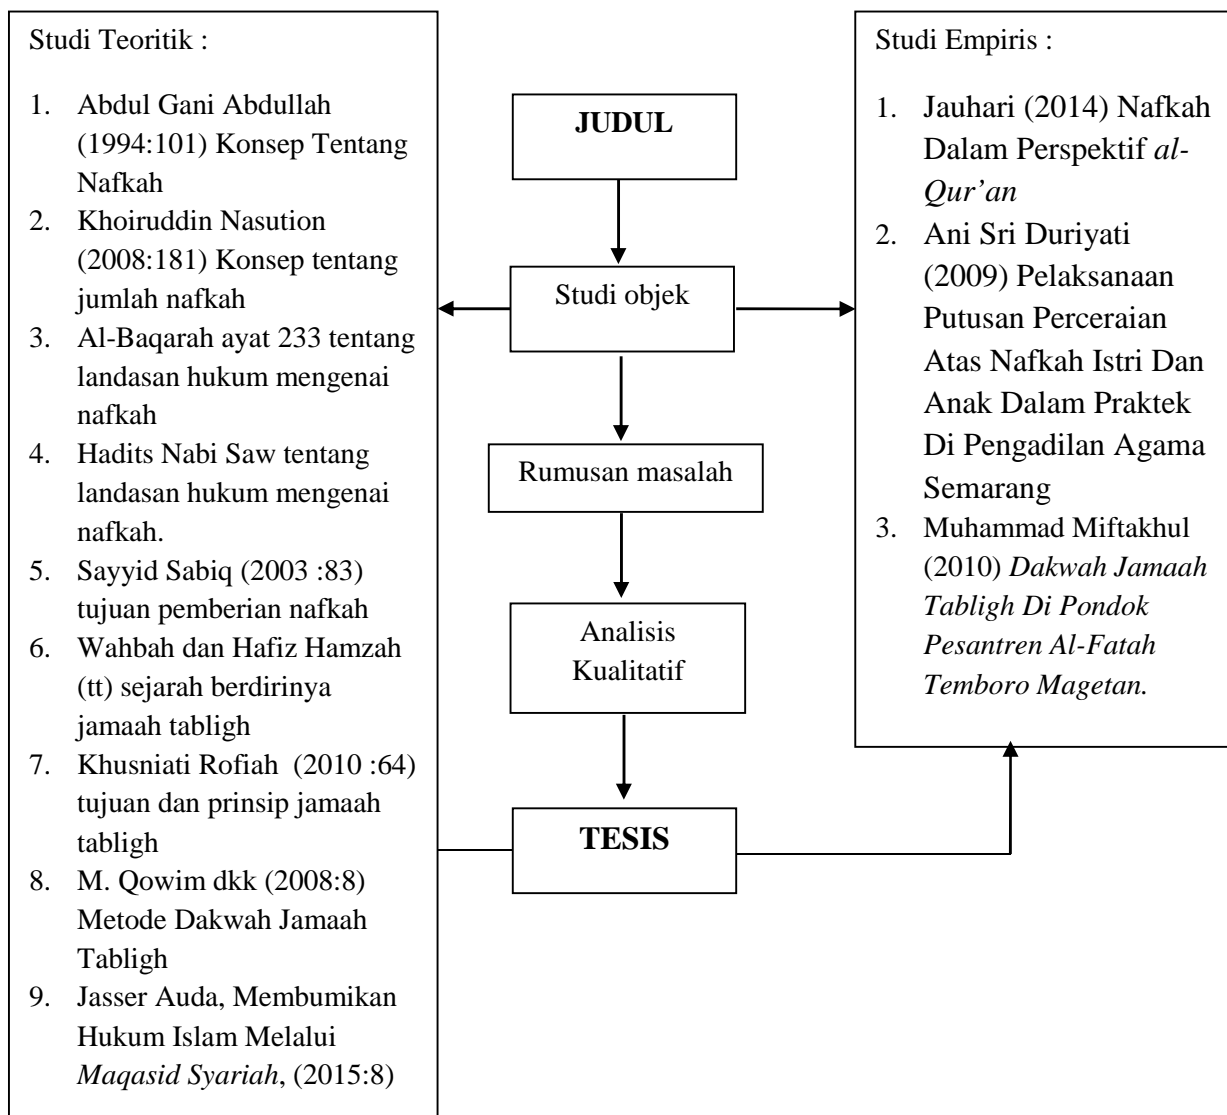 Studi Teoritik :
1. Abdul Gani Abdullah
(1994:101) Konsep Tentang
Nafkah
2. Khoiruddin Nasution
(2008:181) Konsep tentang
jumlah nafkah
3. Al-Baqarah ayat 233 tentang
landasan hukum mengenai
nafkah
4. Hadits Nabi Saw tentang
landasan hukum mengenai
nafkah.
5. Sayyid Sabiq (2003 :83)
tujuan pemberian nafkah
6. Wahbah dan Hafiz Hamzah
(tt) sejarah berdirinya
jamaah tabligh
7. Khusniati Rofiah (2010 :64)
tujuan dan prinsip jamaah
tabligh
8. M. Qowim dkk (2008:8)
Metode Dakwah Jamaah
Tabligh
9. Jasser Auda, Membumikan
Hukum Islam Melalui
Maqasid Syariah, (2015:8)
JUDUL
Studi objek
Rumusan masalah
Analisis
Kualitatif
TESIS
Studi Empiris :
1. Jauhari (2014) Nafkah
Dalam Perspektif al-
Qur’an
2. Ani Sri Duriyati
(2009) Pelaksanaan
Putusan Perceraian
Atas Nafkah Istri Dan
Anak Dalam Praktek
Di Pengadilan Agama
Semarang
3. Muhammad Miftakhul
(2010) Dakwah Jamaah
Tabligh Di Pondok
Pesantren Al-Fatah
Temboro Magetan.